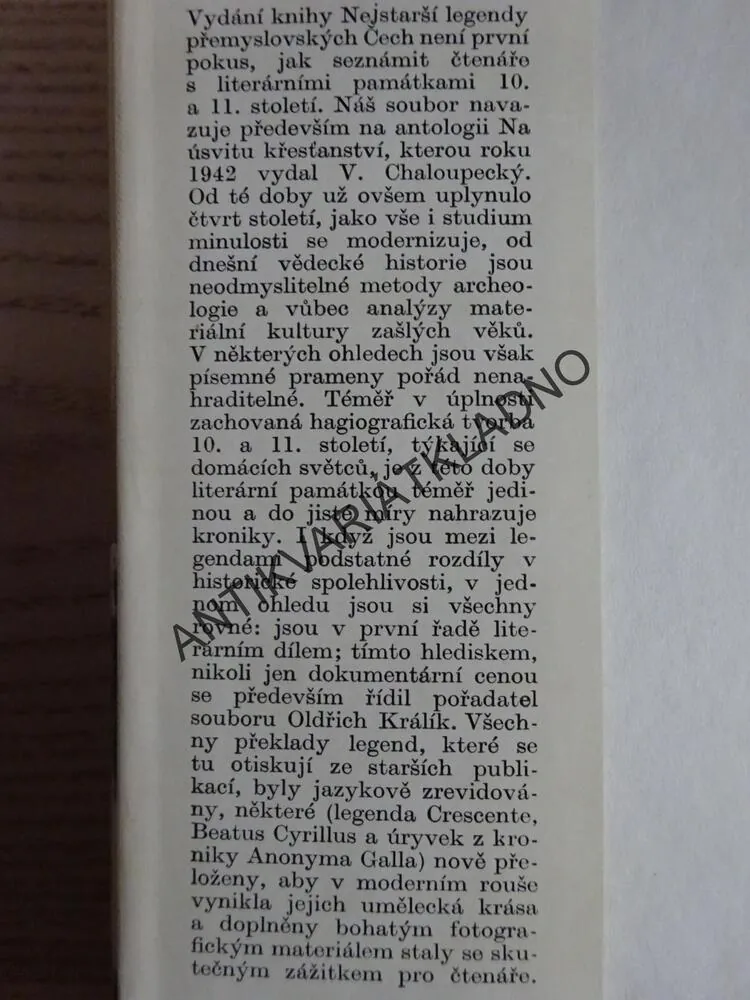 Vydání knihy Nejstarší legendy
přemyslovských Čech není první
pokus, jak seznámit čtenáře
s literárními památkami 10.
a 11. století. Náš soubor nava-
zuje především na antologii Na
úsvitu křesťanství, kterou roku
1942 vydal V. Chaloupecký.
Od té doby už ovšem uplynulo
čtvrt století, jako vše i studium
minulosti se modernizuje, od
dnešní vědecké historie jsou
neodmyslitelné metody archeo-
logie a vůbec analýzy mate-
riální kultury zašlých věků.
V některých ohledech jsou však
písemné prameny pořád nena-
hraditelné. Téměř v úplnosti
zachovaná hagiografická tvorba
10. a 11. století, týkající se
domácích světců, je z této doby
literární památkou téměř jedi-
nou a do jisté míry nahrazuje
kroniky. I když jsou mezi le-
gendami podstatné rozdíly v
historické spolehlivosti, v jed-
nom ohledu jsou si všechny
rovné: jsou v první řadě lite-
rárním dílem; tímto hlediskem,
nikoli jen dokumentární cenou
se především řídil pořadatel
souboru Oldřich Králík. Všech-
ny překlady legend, které se
tu otiskují ze starších publi-
kací, byly jazykově zrevidová-
ny, některé (legenda Crescente,
Beatus Cyrillus a úryvek z kro-
niky Anonyma Galla) nově pře-
loženy, aby v moderním rouše
vynikla jejich umělecká krása
a doplněny bohatým fotogra-
fickým materiálem staly se sku-
tečným zážitkem pro čtenáře.
ANTIKVARIÁTKLADNO